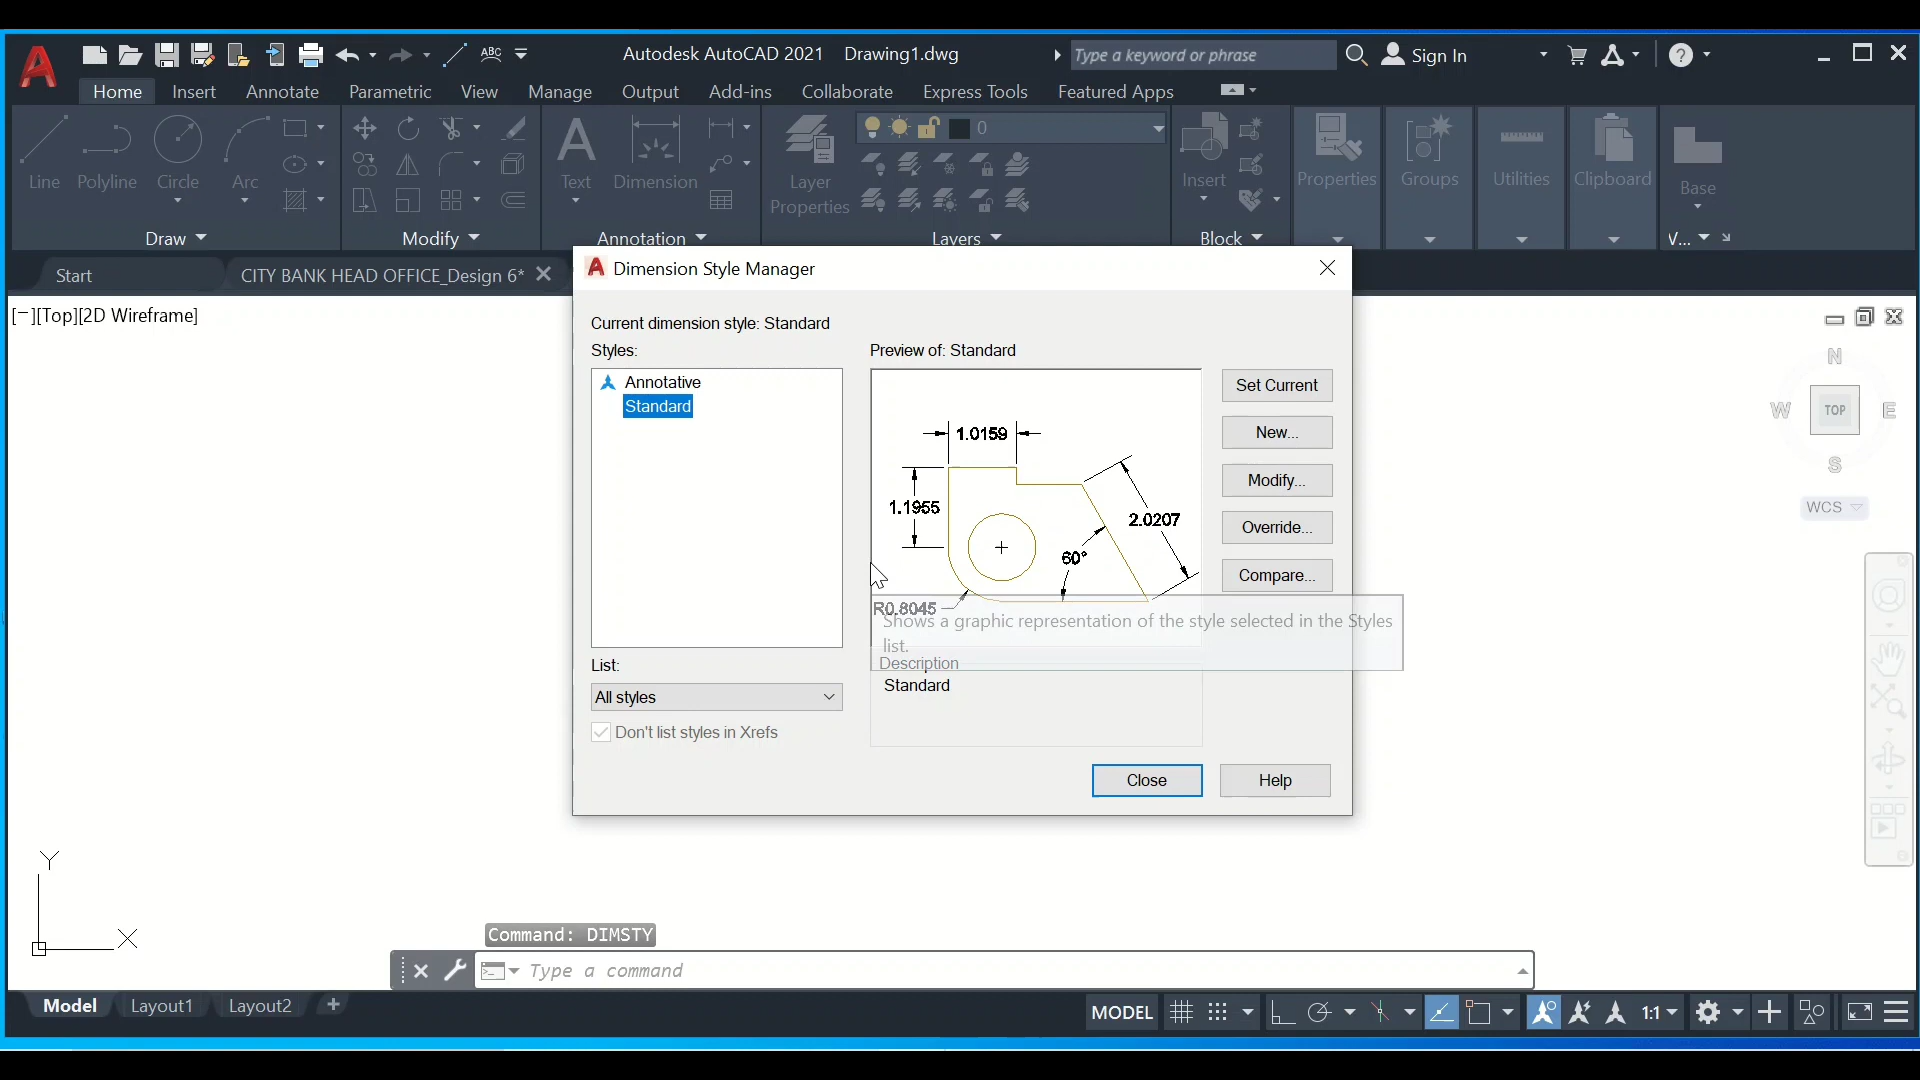 Autodesk AutoCAD 2021 Drawing1.dwg
Type a keyword or phrase
Sign In
Home Insert Annotate Parametric View Manage Output Add-ins Collaborate Express Tools Featured Apps
ABC
0
Line Polyline Circle Arc
Text Dimension
Layer Properties
Insert
Properties Groups Utilities Clipboard Base
Draw Modify Annotation Layers Block V...
Start CITY BANK HEAD OFFICE_Design 6*
[−][Top][2D Wireframe]
Dimension Style Manager
Current dimension style: Standard
Styles:
Annotative
Standard
Preview of: Standard
1.0159
1.1955
2.0207
60°
R0.8045
Set Current
New...
Modify...
Override...
Compare...
Shows a graphic representation of the style selected in the Styles
list.
Description
Standard
List:
All styles
Don't list styles in Xrefs
Close Help
N
W TOP E
S
WCS
Y
X
Command: DIMSTY
Type a command
Model Layout1 Layout2 +
MODEL 1:1